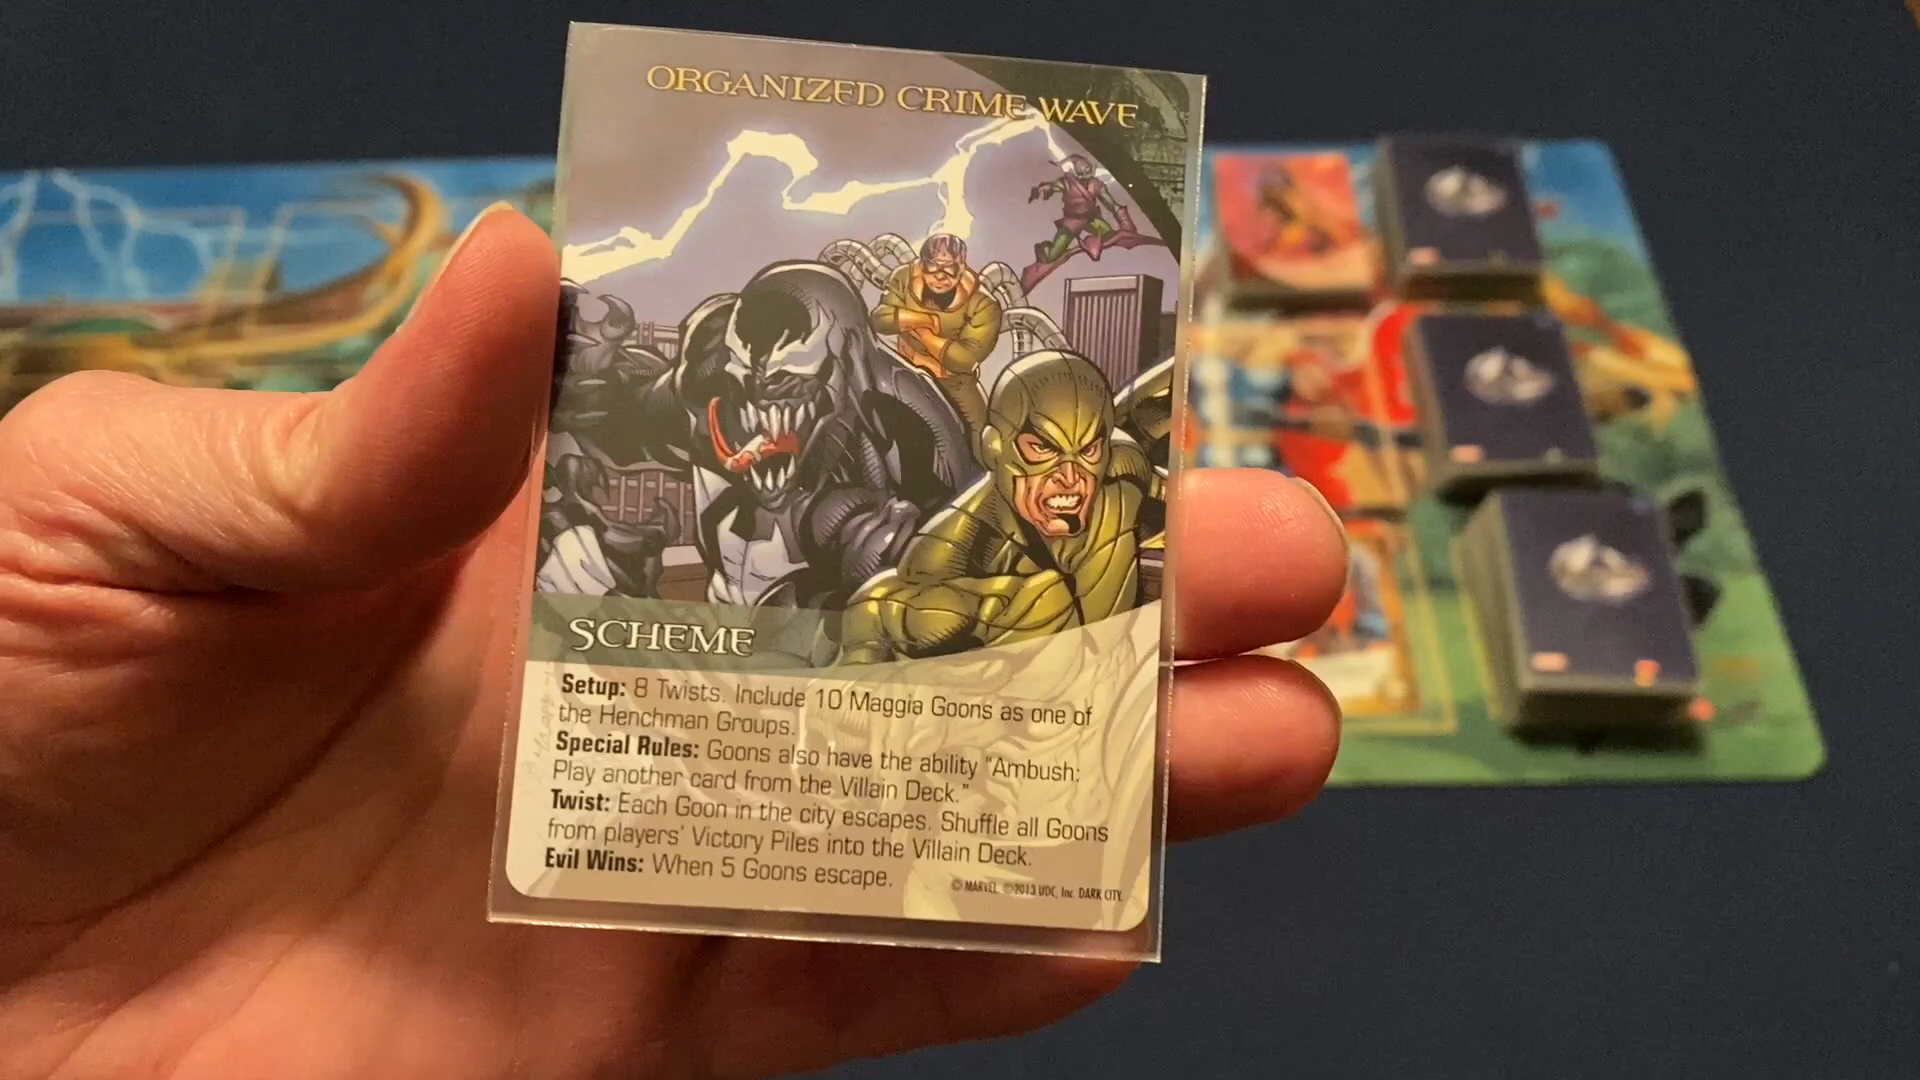 ORGANIZED CRIME WAVE
SCHEME
Setup: 8 Twists. Include 10 Maggia Goons as one of
the Henchman Groups.
Special Rules: Goons also have the ability "Ambush:
Play another card from the Villain Deck."
Twist: Each Goon in the city escapes. Shuffle all Goons
from players' Victory Piles into the Villain Deck.
Evil Wins: When 5 Goons escape.
© MARVEL. ©2013 UDC, Inc. DARK CITY